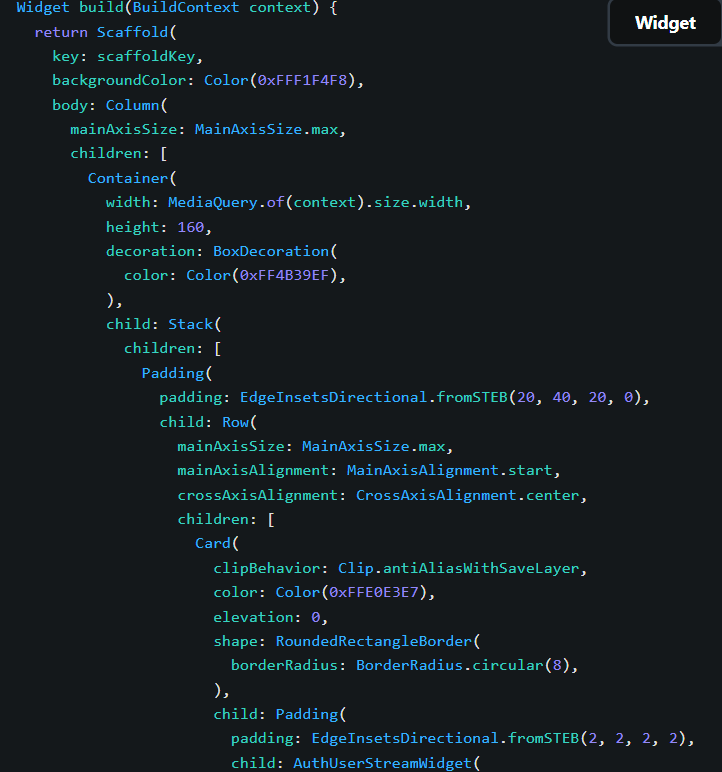 Widget build(BuildContext context) {
Widget
return Scaffold(
key: scaffoldKey,
backgroundColor: Color(0xFFF1F4F8),
body: Column(
mainAxisSize: MainAxisSize.max,
children: [
Container(
width: MediaQuery.of(context).size.width,
height: 160,
decoration: BoxDecoration(
color: Color(0xFF4B39EF),
),
child: Stack(
children: [
Padding(
padding: EdgeInsetsDirectional.fromSTEB(20, 40, 20, 0),
child: Row(
mainAxisSize: MainAxisSize.max,
mainAxisAlignment: MainAxisAlignment.start,
crossAxisAlignment: CrossAxisAlignment.center,
children: [
Card(
clipBehavior: Clip.antiAliasWithSaveLayer,
color: Color(0xFFE0E3E7),
elevation: 0,
shape: RoundedRectangleBorder(
borderRadius: BorderRadius.circular(8),
),
child: Padding(
padding: EdgeInsetsDirectional.fromSTEB(2, 2, 2, 2),
child: AuthUserStreamWidget(